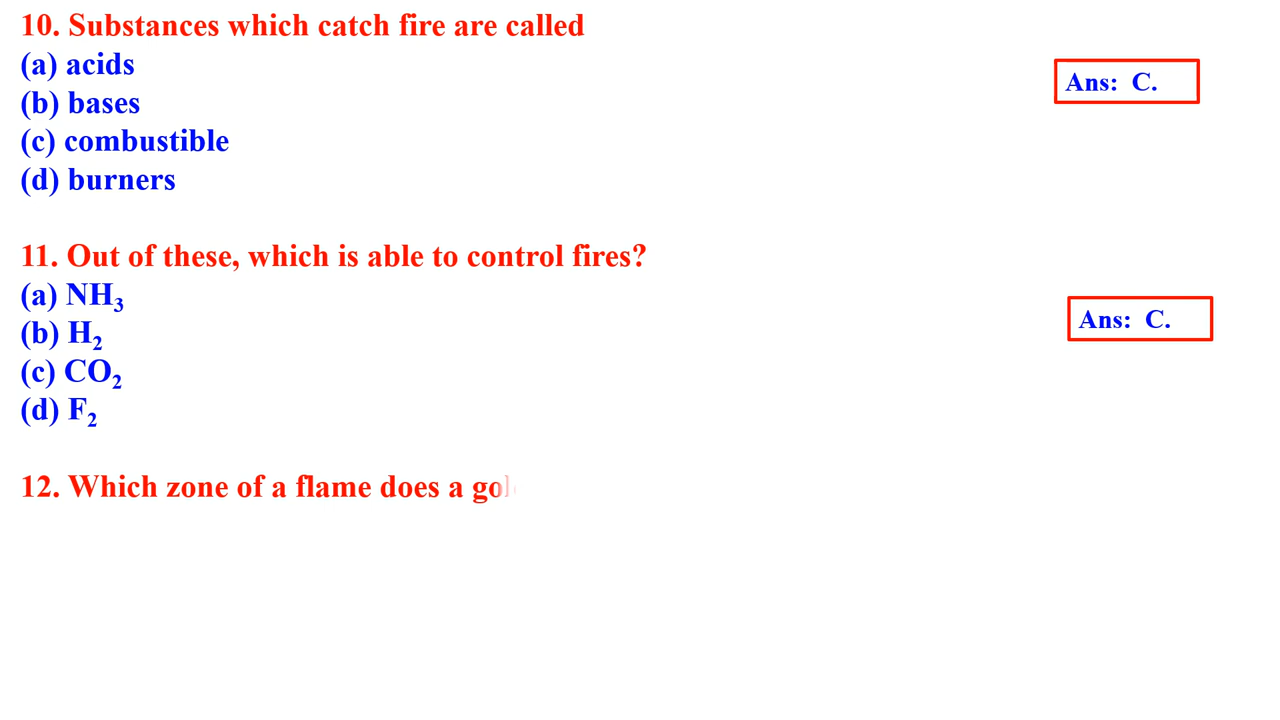 10. Substances which catch fire are called
(a) acids
Ans: C.
(b) bases
(c) combustible
(d) burners
11. Out of these, which is able to control fires?
(a) NH₃
Ans: C.
(b) H₂
(c) CO₂
(d) F₂
12. Which zone of a flame does a